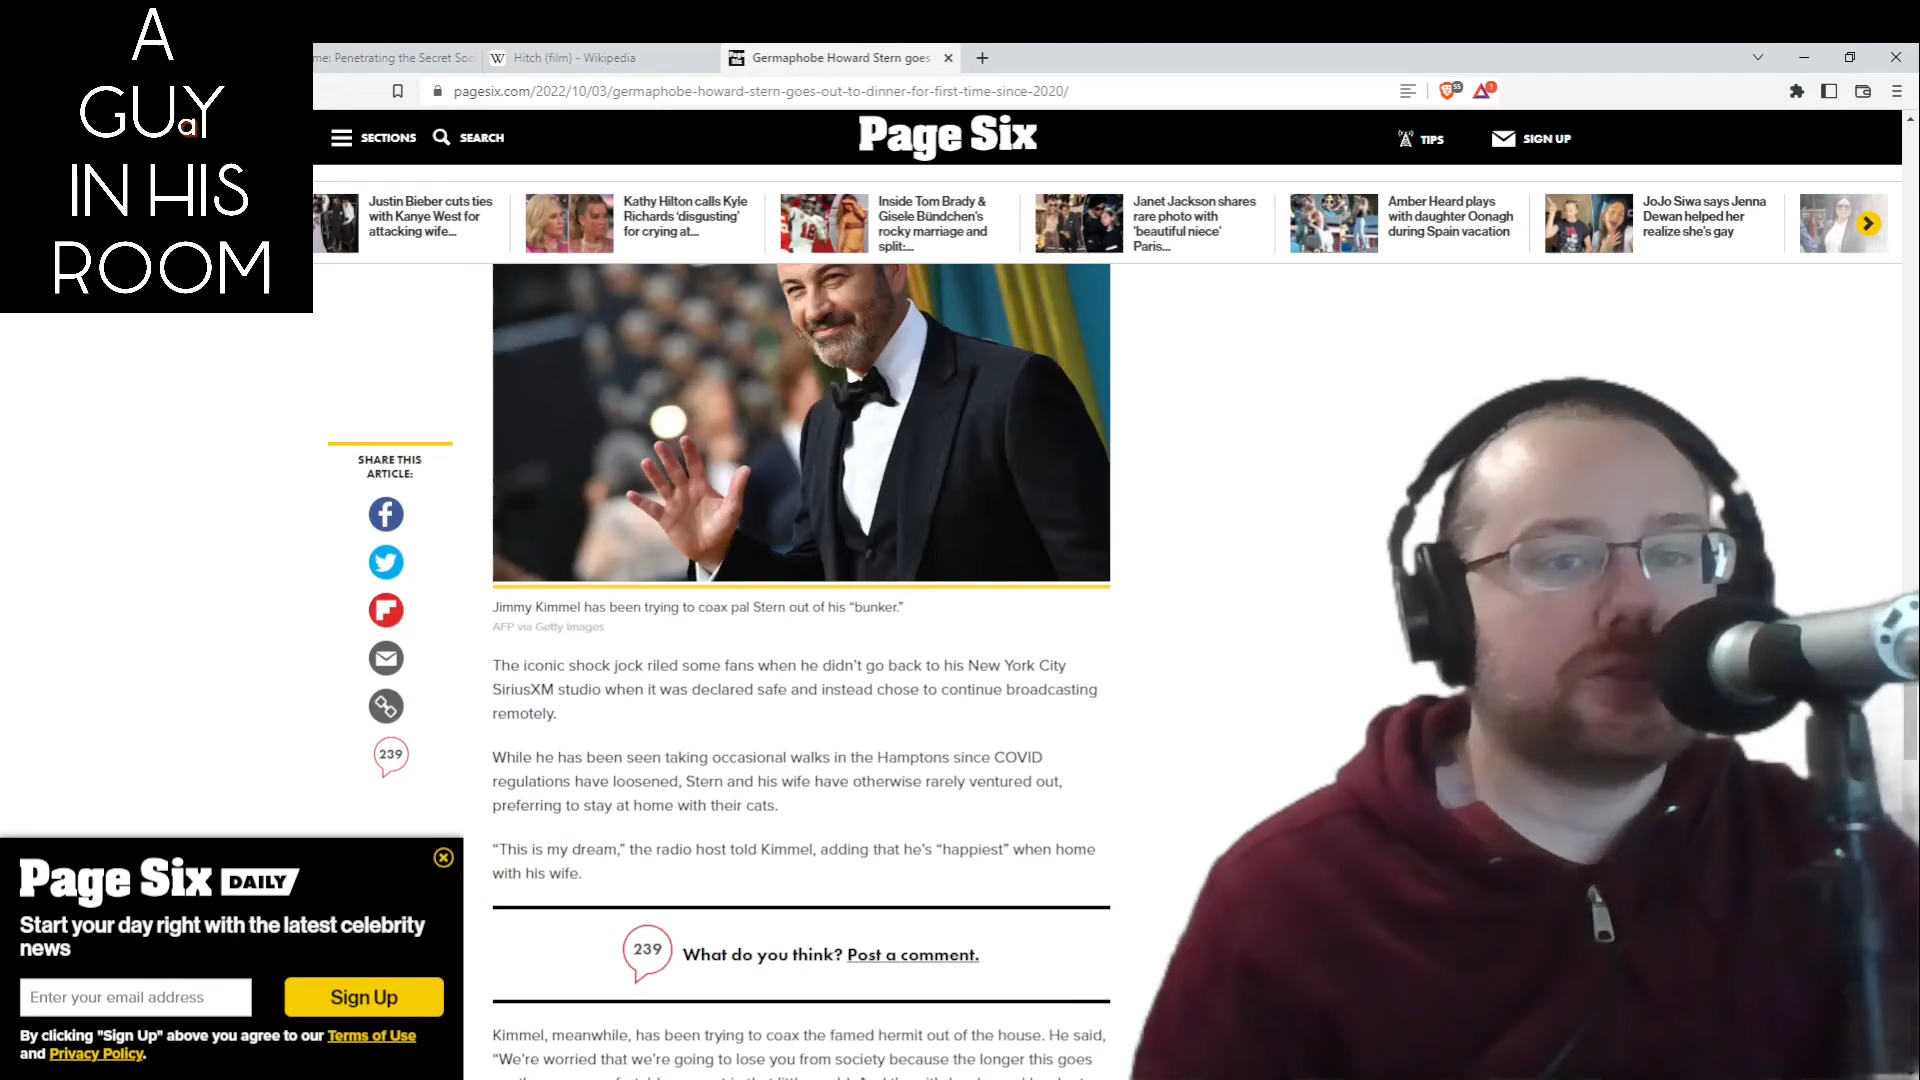 A
GUY
a
IN HIS
ROOM
me: Penetrating the Secret Soc
Hitch (film) - Wikipedia
Germaphobe Howard Stern goes
pagesix.com/2022/10/03/germaphobe-howard-stern-goes-out-to-dinner-for-first-time-since-2020/
55
1
SECTIONS
SEARCH
Page Six
TIPS
SIGN UP
Justin Bieber cuts ties
with Kanye West for
attacking wife...
Kathy Hilton calls Kyle
Richards ‘disgusting’
for crying at...
Inside Tom Brady &
Gisele Bündchen’s
rocky marriage and
split:...
Janet Jackson shares
rare photo with
'beautiful niece'
Paris...
Amber Heard plays
with daughter Oonagh
during Spain vacation
JoJo Siwa says Jenna
Dewan helped her
realize she’s gay
18
SHARE THIS
ARTICLE:
239
Jimmy Kimmel has been trying to coax pal Stern out of his “bunker.”
AFP via Getty Images
The iconic shock jock riled some fans when he didn’t go back to his New York City
SiriusXM studio when it was declared safe and instead chose to continue broadcasting
remotely.
While he has been seen taking occasional walks in the Hamptons since COVID
regulations have loosened, Stern and his wife have otherwise rarely ventured out,
preferring to stay at home with their cats.
“This is my dream,” the radio host told Kimmel, adding that he’s “happiest” when home
with his wife.
239
What do you think? Post a comment.
Kimmel, meanwhile, has been trying to coax the famed hermit out of the house. He said,
“We’re worried that we’re going to lose you from society because the longer this goes
Page Six DAILY
Start your day right with the latest celebrity
news
Enter your email address
Sign Up
By clicking "Sign Up" above you agree to our Terms of Use
and Privacy Policy.